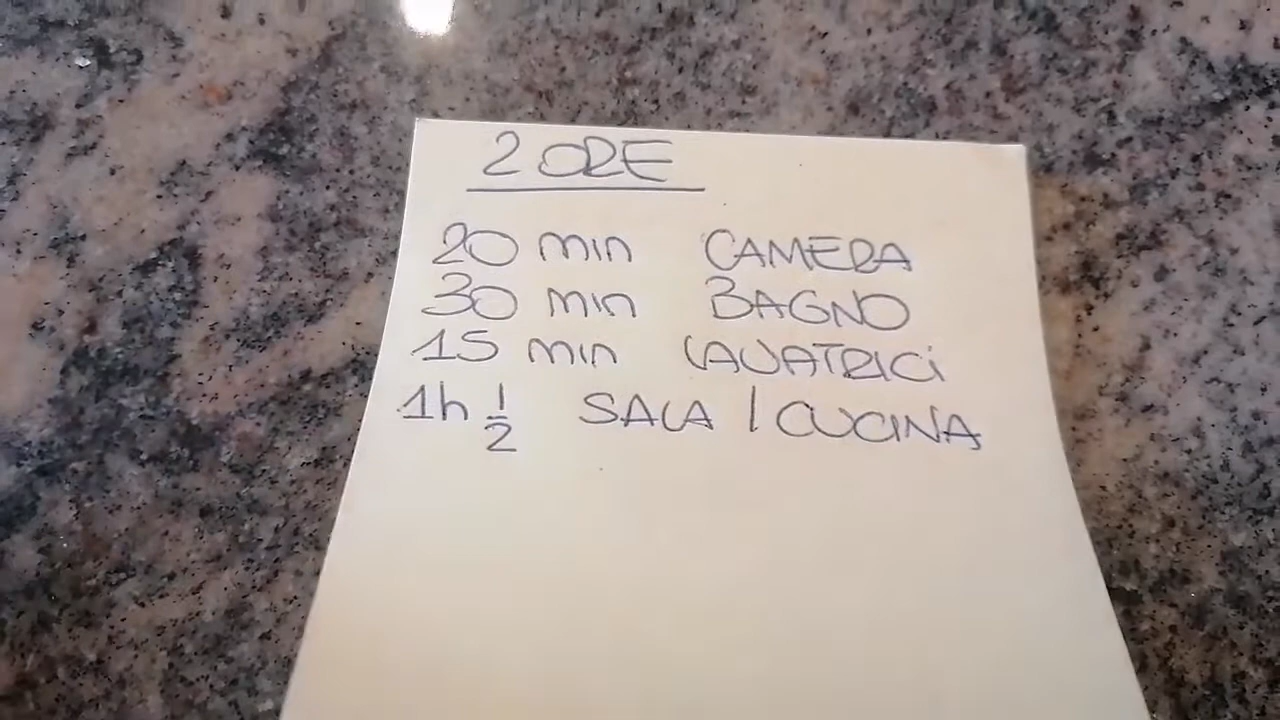 2 ORE
20 min CAMERA
30 min BAGNO
15 min LAVATRICi
1h 1/2 SALA / CUCINA